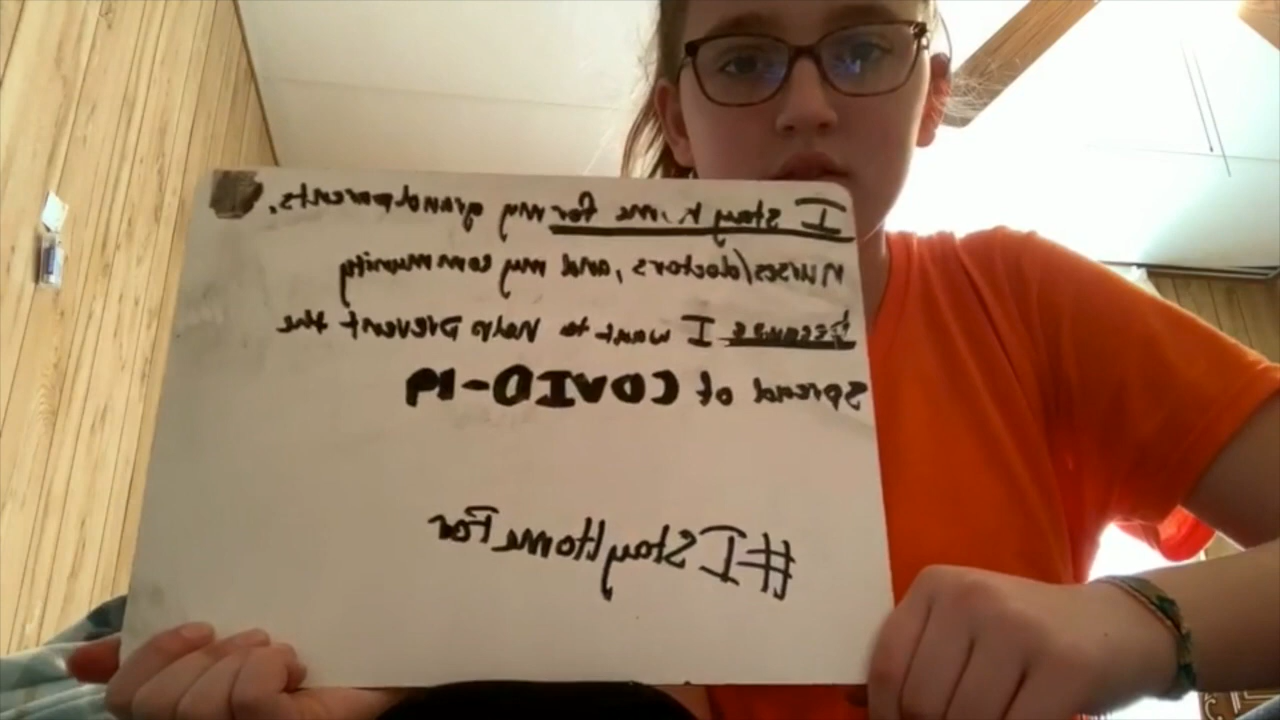 I stay home for my grandparents,
nurses/doctors, and my community
because I want to help prevent the
spread of COVID-19
#IStayHomeFor